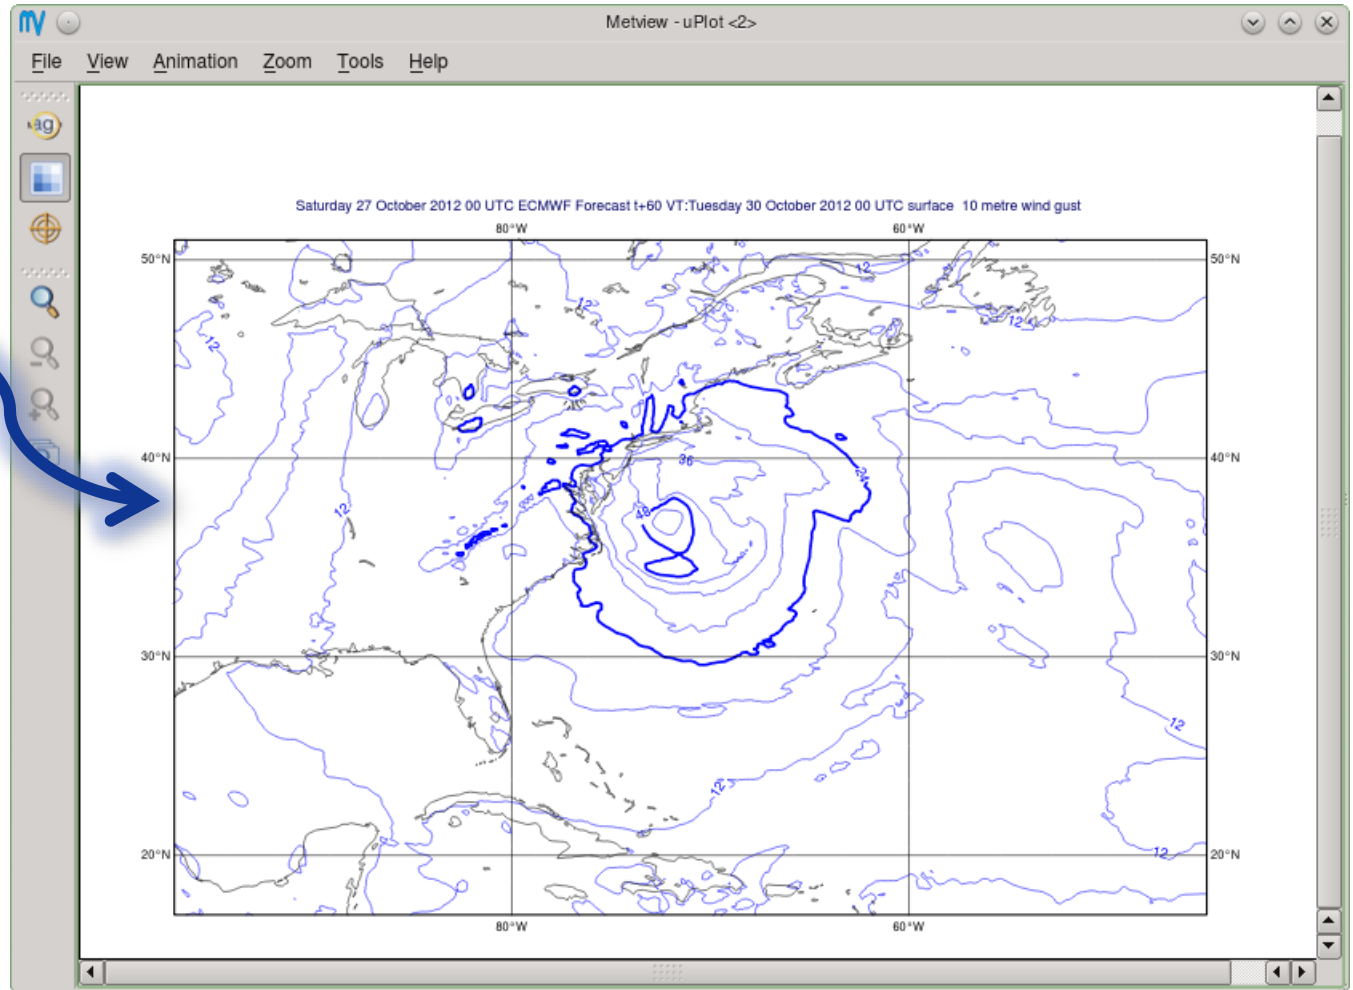 Metview - uPlot <2>
File View Animation Zoom Tools Help
ag
Saturday 27 October 2012 00 UTC ECMWF Forecast t+60 VT:Tuesday 30 October 2012 00 UTC surface 10 metre wind gust
80°W 60°W
50°N 50°N
12
12
12
12
40°N 40°N
36
24
48
12
30°N 30°N
12
12
20°N 12 20°N
80°W 60°W